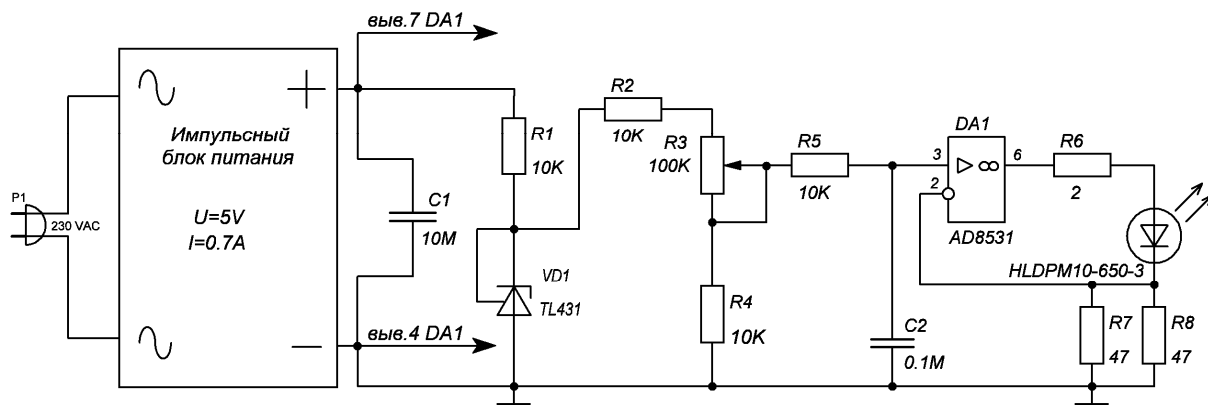 выв.7 DA1
Импульсный
блок питания
U=5V
I=0.7A
P1
230 VAC
C1
10M
R1
10K
VD1
TL431
R2
10K
R3
100K
R4
10K
R5
10K
C2
0.1M
DA1
3
2
6
▷ ∞
AD8531
R6
2
HLDPM10-650-3
R7
47
R8
47
выв.4 DA1